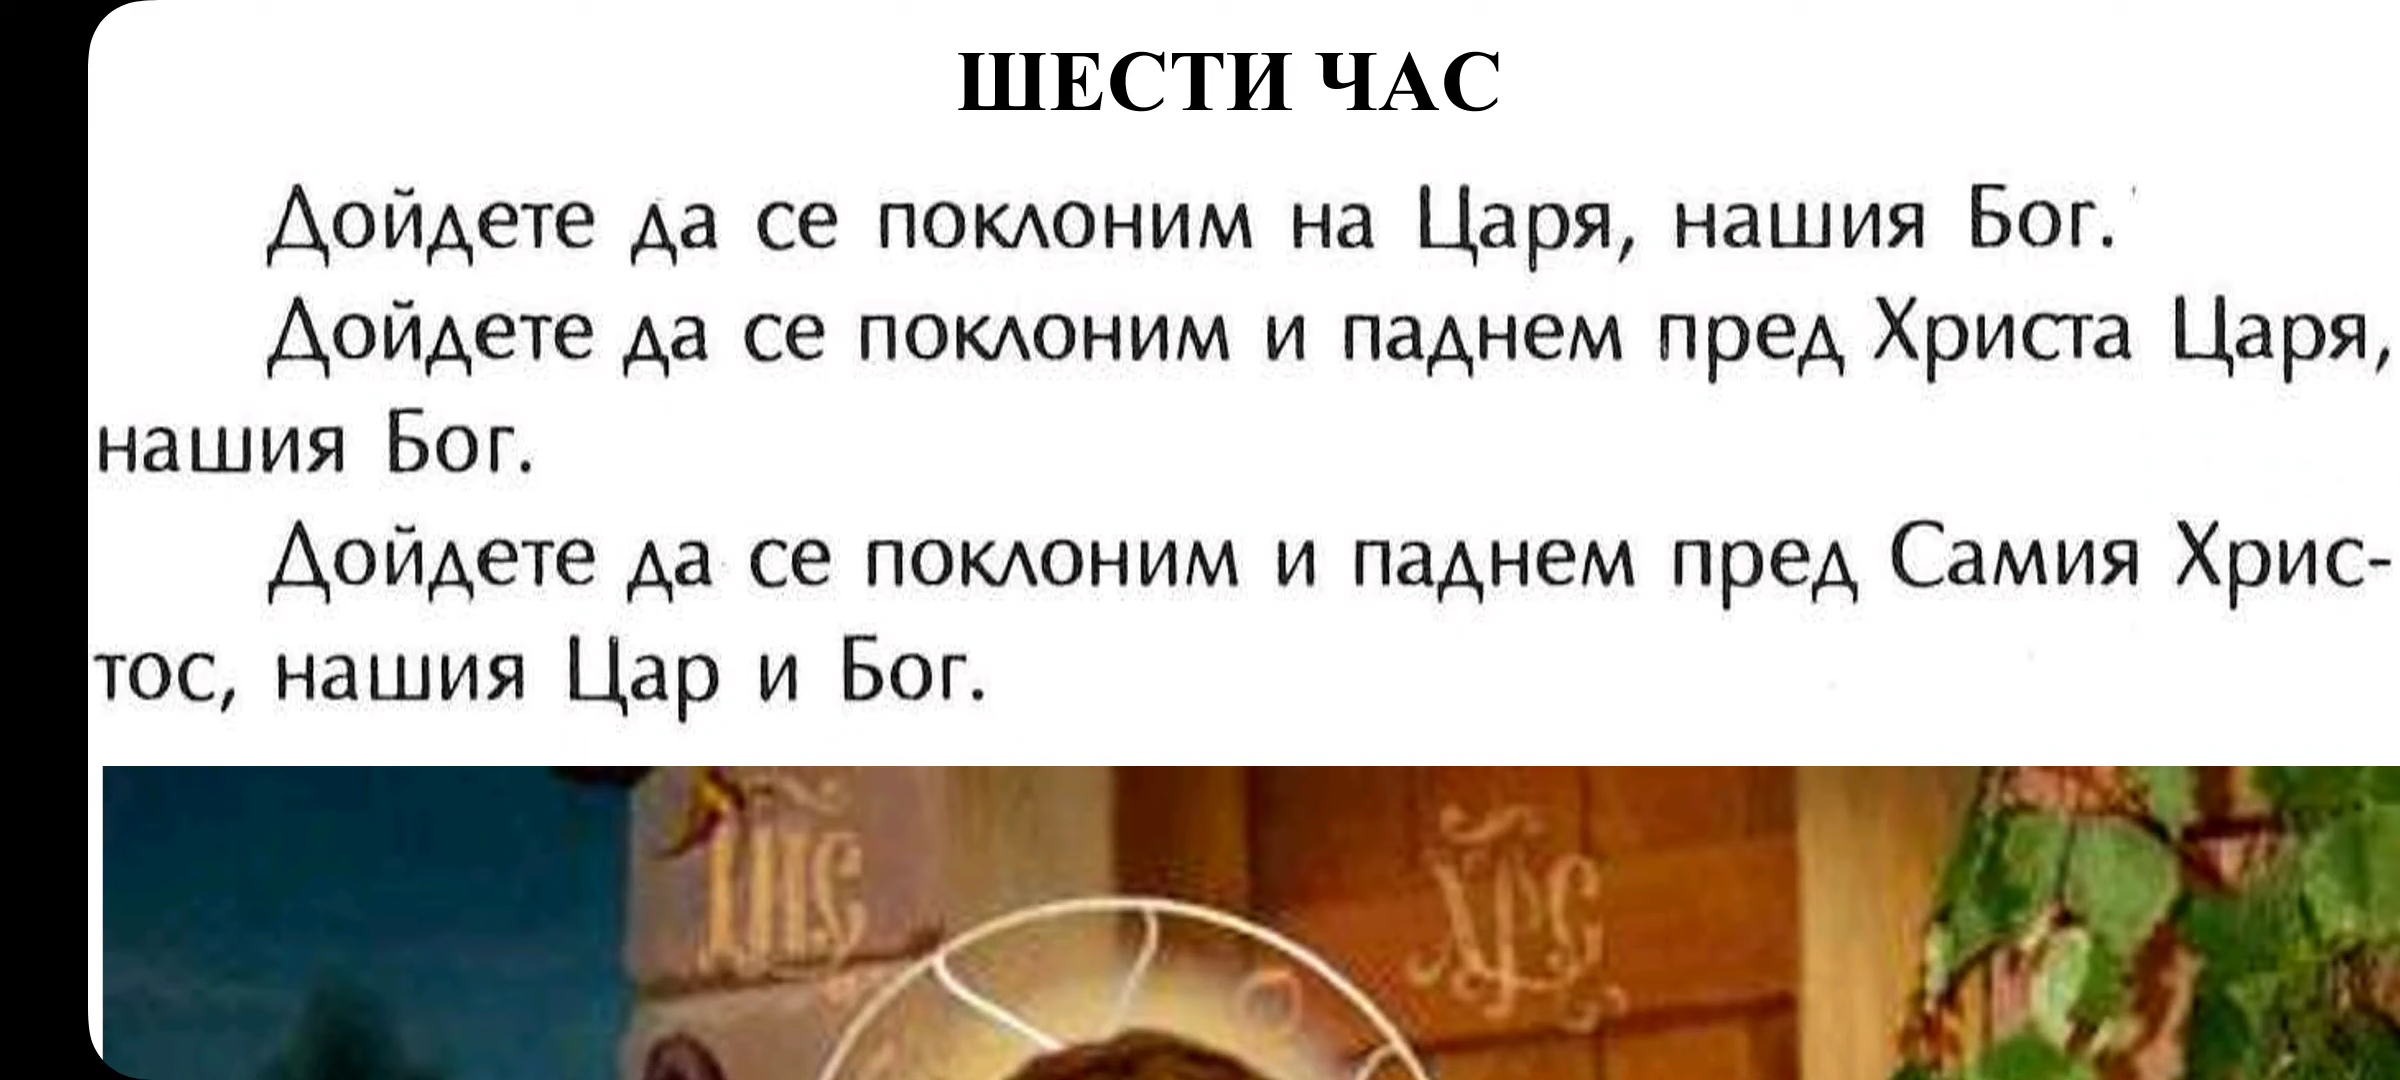 ШЕСТИ ЧАС
Дойдете да се поклоним на Царя, нашия Бог.
Дойдете да се поклоним и паднем пред Христа Царя,
нашия Бог.
Дойдете да се поклоним и паднем пред Самия Хрис-
тос, нашия Цар и Бог.